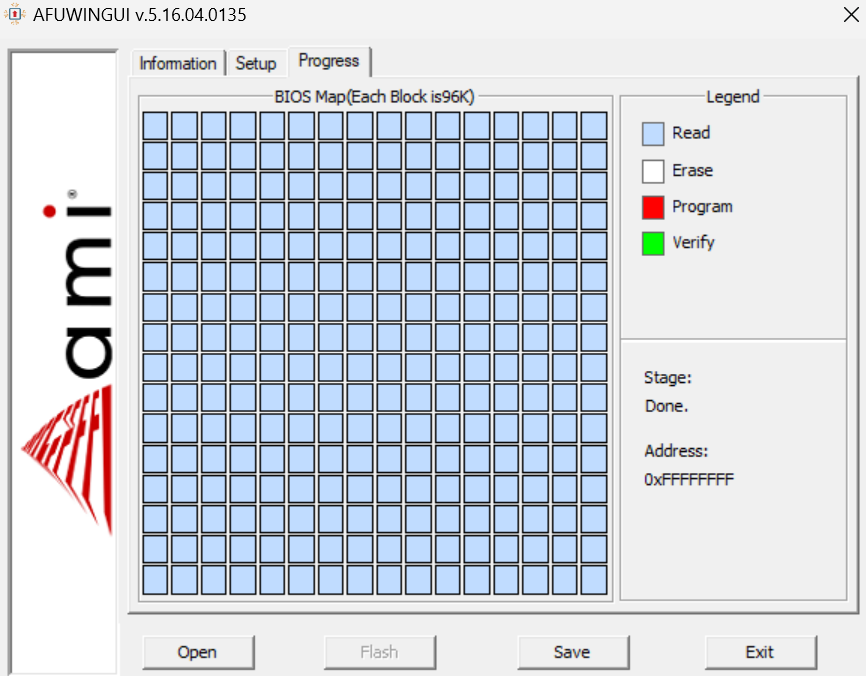 AFUWINGUI v.5.16.04.0135
Information
Setup
Progress
ami®
BIOS Map(Each Block is96K)
Legend
Read
Erase
Program
Verify
Stage:
Done.
Address:
0xFFFFFFFF
Open
Flash
Save
Exit